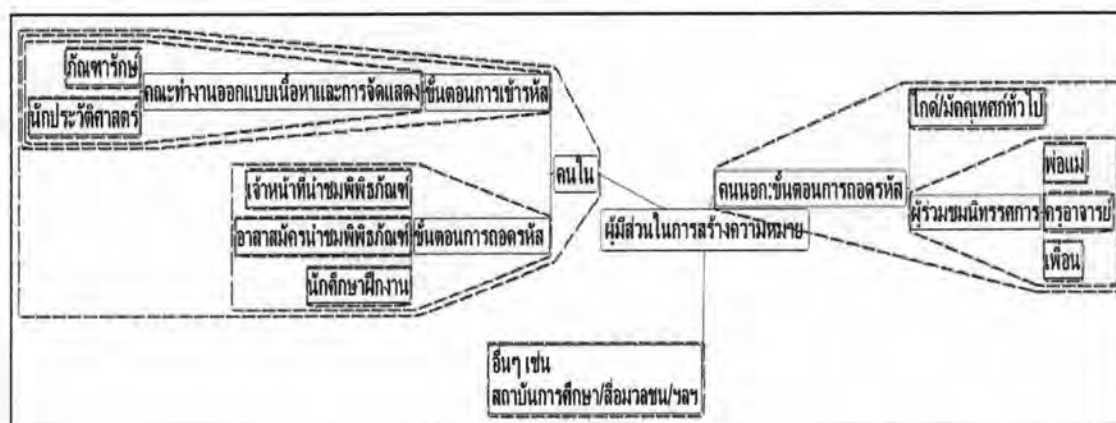 ภัณฑารักษ์
นักประวัติศาสตร์
คณะทำงานออกแบบเนื้อหาและการจัดแสดง
ขั้นตอนการเข้ารหัส
คนใน
เจ้าหน้าที่นำชมพิพิธภัณฑ์
อาสาสมัครนำชมพิพิธภัณฑ์
นักศึกษาฝึกงาน
ขั้นตอนการถอดรหัส
ผู้มีส่วนในการสร้างความหมาย
คนนอก:ขั้นตอนการถอดรหัส
ไกด์/มัคคุเทศก์ทั่วไป
ผู้ร่วมชมนิทรรศการ
พ่อแม่
ครูอาจารย์
เพื่อน
อื่นๆ เช่น
สถาบันการศึกษา/สื่อมวลชน/ฯลฯ